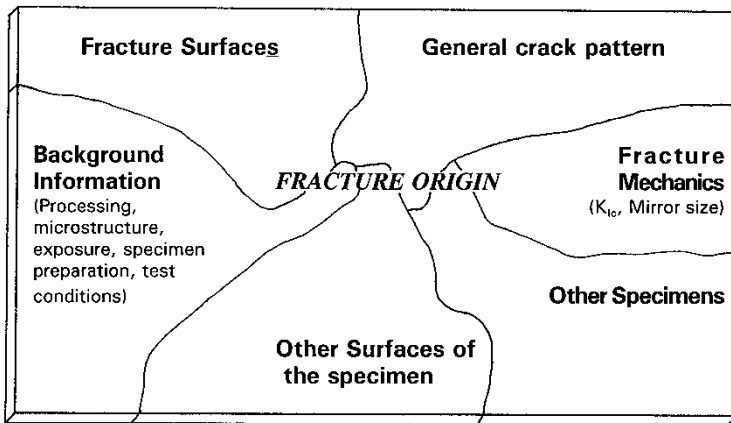 Fracture Surfaces
General crack pattern
Background
Information
(Processing,
microstructure,
exposure, specimen
preparation, test
conditions)
FRACTURE ORIGIN
Fracture
Mechanics
(K_Ic, Mirror size)
Other Specimens
Other Surfaces of
the specimen